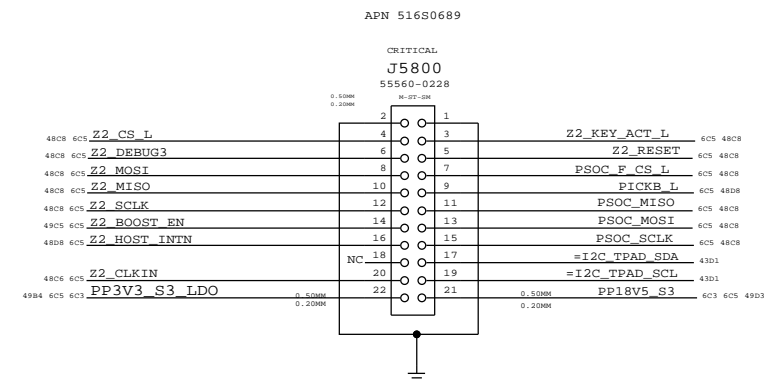 APN 516S0689
CRITICAL
J5800
55560-0228
M-ST-SM
0.50MM
0.20MM
2 1
48C8 6C5 Z2_CS_L 4 3 Z2_KEY_ACT_L 6C5 48C8
48C8 6C5 Z2_DEBUG3 6 5 Z2_RESET 6C5 48C8
48C8 6C5 Z2_MOSI 8 7 PSOC_F_CS_L 6C5 48C8
48C8 6C5 Z2_MISO 10 9 PICKB_L 6C5 48D8
48C8 6C5 Z2_SCLK 12 11 PSOC_MISO 6C5 48C8
49C5 6C5 Z2_BOOST_EN 14 13 PSOC_MOSI 6C5 48C8
48D8 6C5 Z2_HOST_INTN 16 15 PSOC_SCLK 6C5 48C8
NC 18 17 =I2C_TPAD_SDA 43D1
48C6 6C5 Z2_CLKIN 20 19 =I2C_TPAD_SCL 43D1
49B4 6C5 6C3 PP3V3_S3_LDO 0.50MM 22 21 0.50MM PP18V5_S3 6C3 6C5 49D3
0.20MM 0.20MM